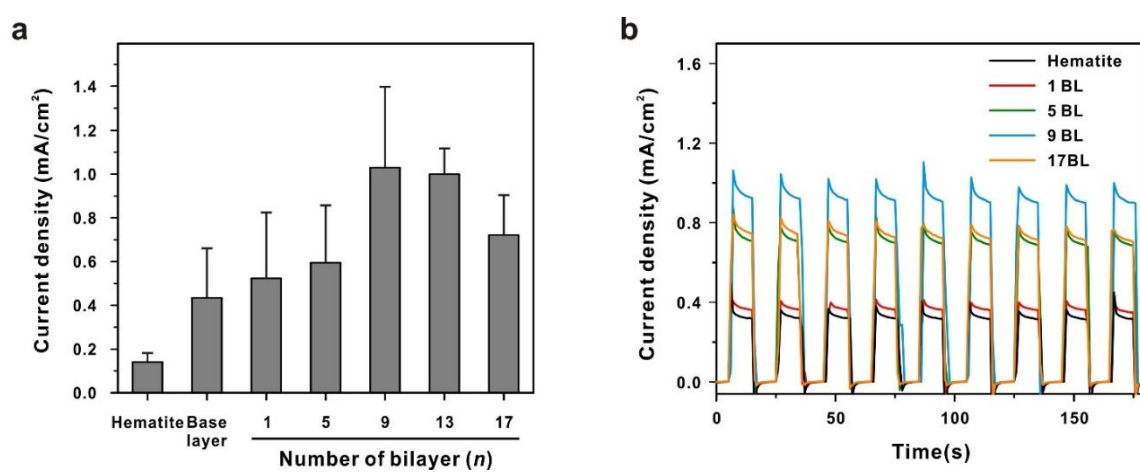 a
Current density (mA/cm²)
1.4
1.2
1.0
0.8
0.6
0.4
0.2
0.0
Hematite Base layer 1 5 9 13 17
Number of bilayer (n)
b
Current density (mA/cm²)
1.6
1.2
0.8
0.4
0.0
Hematite
1 BL
5 BL
9 BL
17BL
0 50 100 150
Time(s)